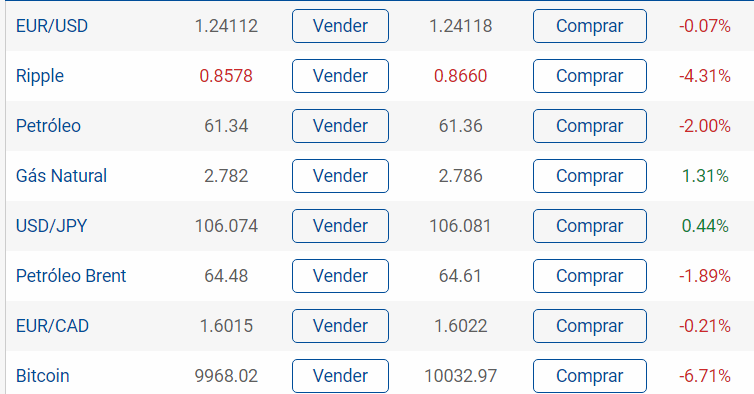 EUR/USD 1.24112 Vender 1.24118 Comprar -0.07%
Ripple 0.8578 Vender 0.8660 Comprar -4.31%
Petróleo 61.34 Vender 61.36 Comprar -2.00%
Gás Natural 2.782 Vender 2.786 Comprar 1.31%
USD/JPY 106.074 Vender 106.081 Comprar 0.44%
Petróleo Brent 64.48 Vender 64.61 Comprar -1.89%
EUR/CAD 1.6015 Vender 1.6022 Comprar -0.21%
Bitcoin 9968.02 Vender 10032.97 Comprar -6.71%